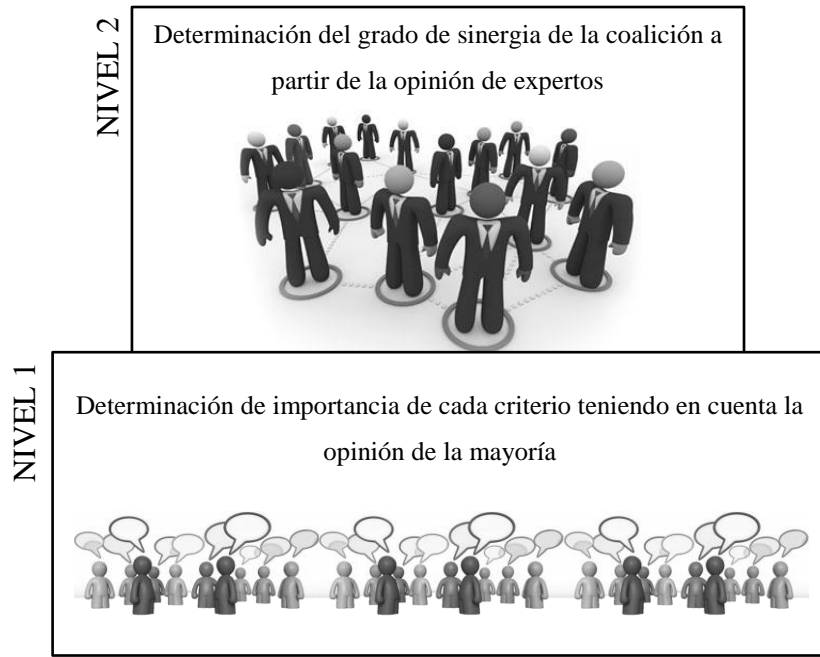 NIVEL 2
Determinación del grado de sinergia de la coalición a
partir de la opinión de expertos
NIVEL 1
Determinación de importancia de cada criterio teniendo en cuenta la
opinión de la mayoría